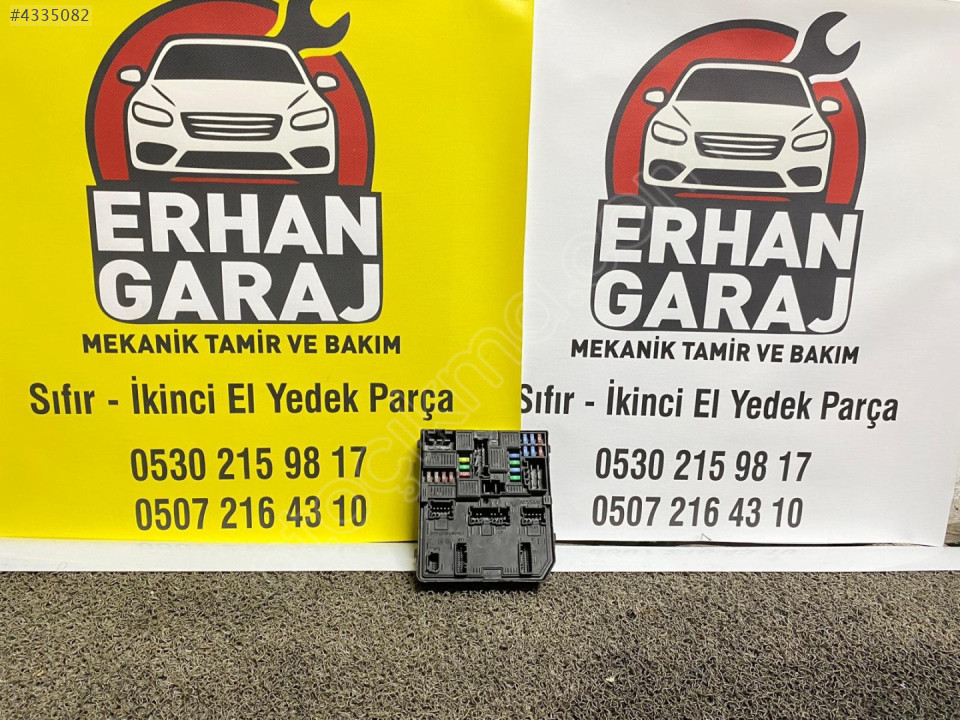 #4335082
ERHAN
GARAJ
MEKANİK TAMİR VE BAKIM
Sıfır - İkinci El Yedek Parça
0530 215 98 17
0507 216 43 10
ERHAN
GARAJ
MEKANİK TAMİR VE BAKIM
Sıfır - İkinci El Yedek Parça
0530 215 98 17
0507 216 43 10